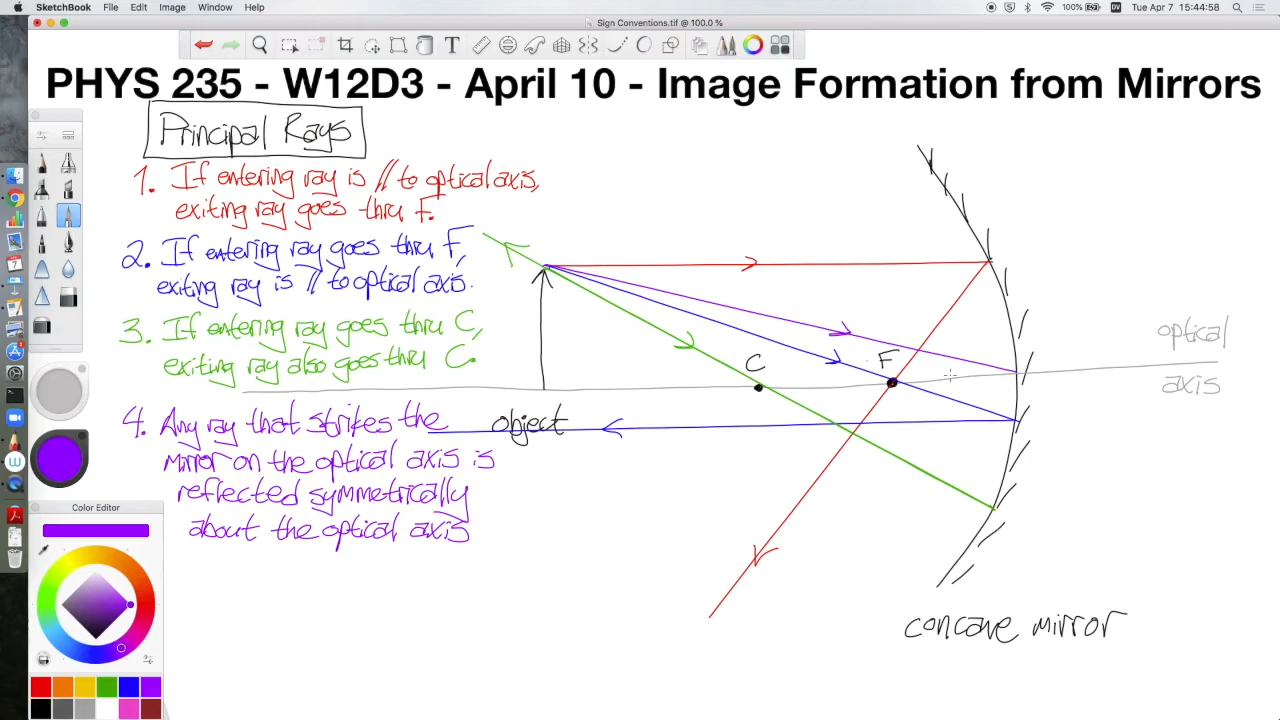 SketchBook File Edit Image Window Help
100% Tue Apr 7 15:44:58
Sign Conventions.tif @ 100.0 %
PHYS 235 - W12D3 - April 10 - Image Formation from Mirrors
Principal Rays
1. If entering ray is // to optical axis,
exiting ray goes thru F.
2. If entering ray goes thru F,
exiting ray is // to optical axis.
3. If entering ray goes thru C,
exiting ray also goes thru C.
4. Any ray that strikes the
mirror on the optical axis is
reflected symmetrically
about the optical axis
C
F
object
optical
axis
concave mirror
Color Editor